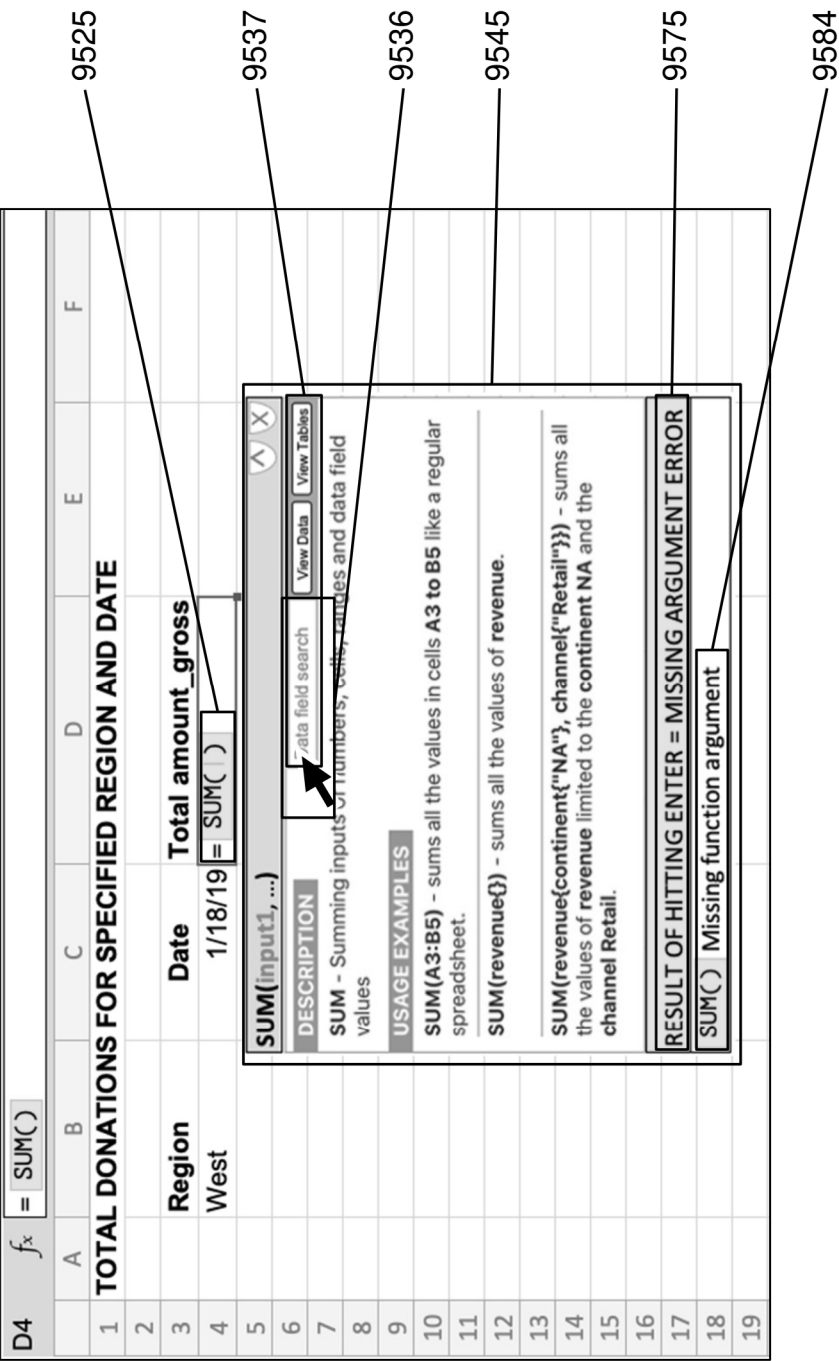 D4 fx = SUM()
A B C D E F
1 TOTAL DONATIONS FOR SPECIFIED REGION AND DATE
2
3 Region Date Total amount_gross
4 West 1/18/19 = SUM( )
5 SUM(input1, ...) ^ X
6 DESCRIPTION ata field search View Data View Tables
7 SUM – Summing inputs of numbers, cells, ranges and data field
8 values
9 USAGE EXAMPLES
10 SUM(A3:B5) – sums all the values in cells A3 to B5 like a regular
11 spreadsheet.
12 SUM(revenue{}) – sums all the values of revenue.
13
14 SUM(revenue{continent{"NA"}, channel{"Retail"}}) – sums all
15 the values of revenue limited to the continent NA and the
16 channel Retail.
17 RESULT OF HITTING ENTER = MISSING ARGUMENT ERROR
18 SUM() Missing function argument
19
9525
9537
9536
9545
9575
9584